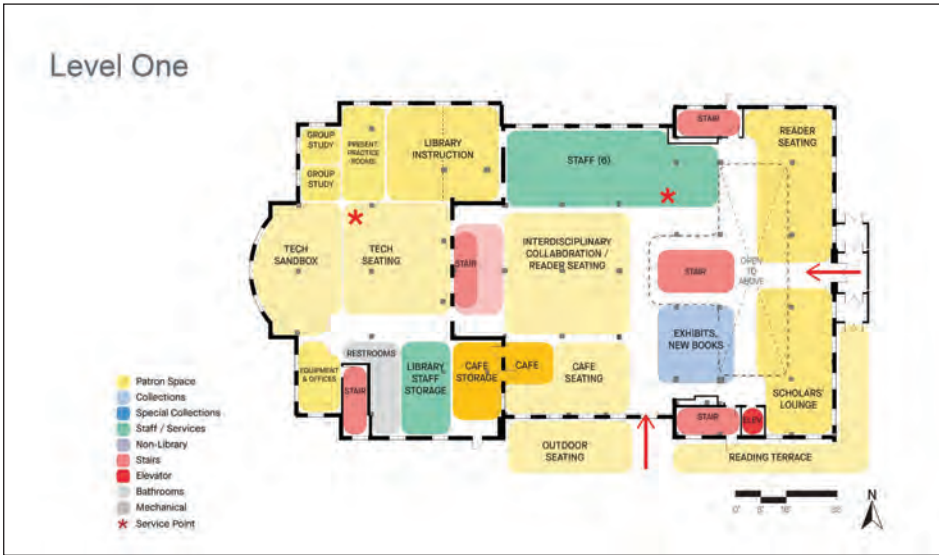 Level One
STAIR
READER
SEATING
GROUP
STUDY
PRESENT.
PRACTICE
ROOMS
LIBRARY
INSTRUCTION
STAFF (6)
GROUP
STUDY
TECH
SANDBOX
TECH
SEATING
STAIR
INTERDISCIPLINARY
COLLABORATION /
READER SEATING
STAIR
OPEN
TO
ABOVE
EXHIBITS,
NEW BOOKS
RESTROOMS
EQUIPMENT
& OFFICES
STAIR
LIBRARY
STAFF
STORAGE
CAFE
STORAGE
CAFE
CAFE
SEATING
SCHOLARS'
LOUNGE
STAIR
ELEV
OUTDOOR
SEATING
READING TERRACE
Patron Space
Collections
Special Collections
Staff / Services
Non-Library
Stairs
Elevator
Bathrooms
Mechanical
* Service Point
0' 8' 16'
N